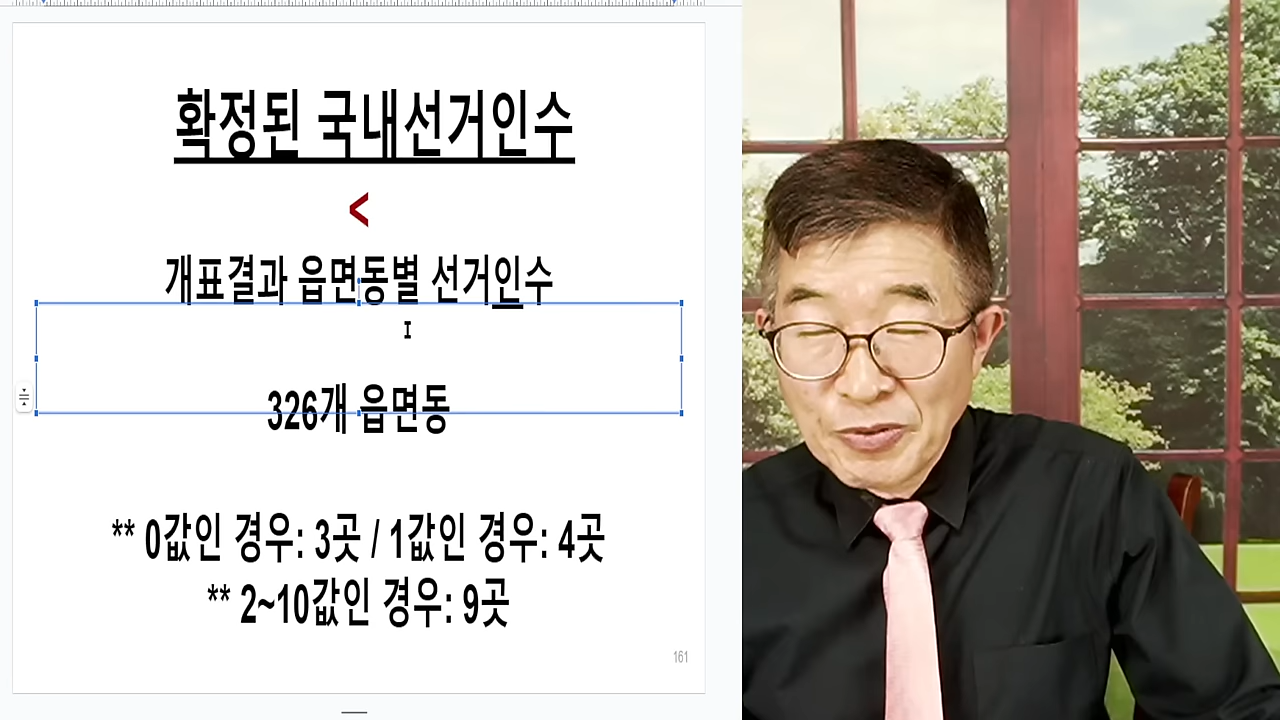 확정된 국내선거인수
<
개표결과 읍면동별 선거인수
326개 읍면동
** 0값인 경우: 3곳 / 1값인 경우: 4곳
** 2~10값인 경우: 9곳
161